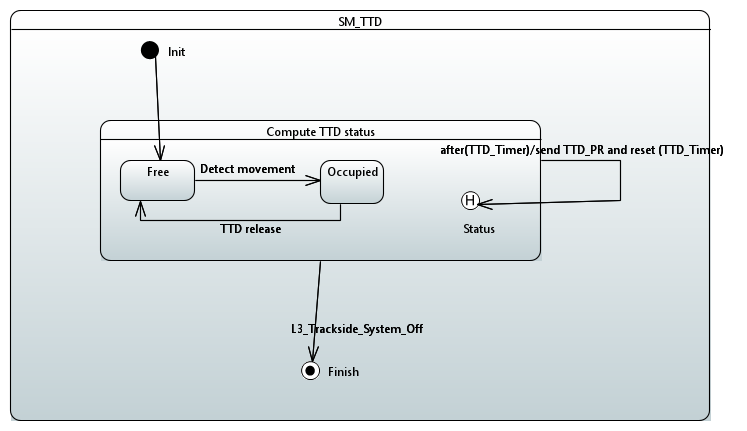 SM_TTD
Init
Compute TTD status
after(TTD_Timer)/send TTD_PR and reset (TTD_Timer)
Free
Detect movement
Occupied
H
TTD release
Status
L3_Trackside_System_Off
Finish